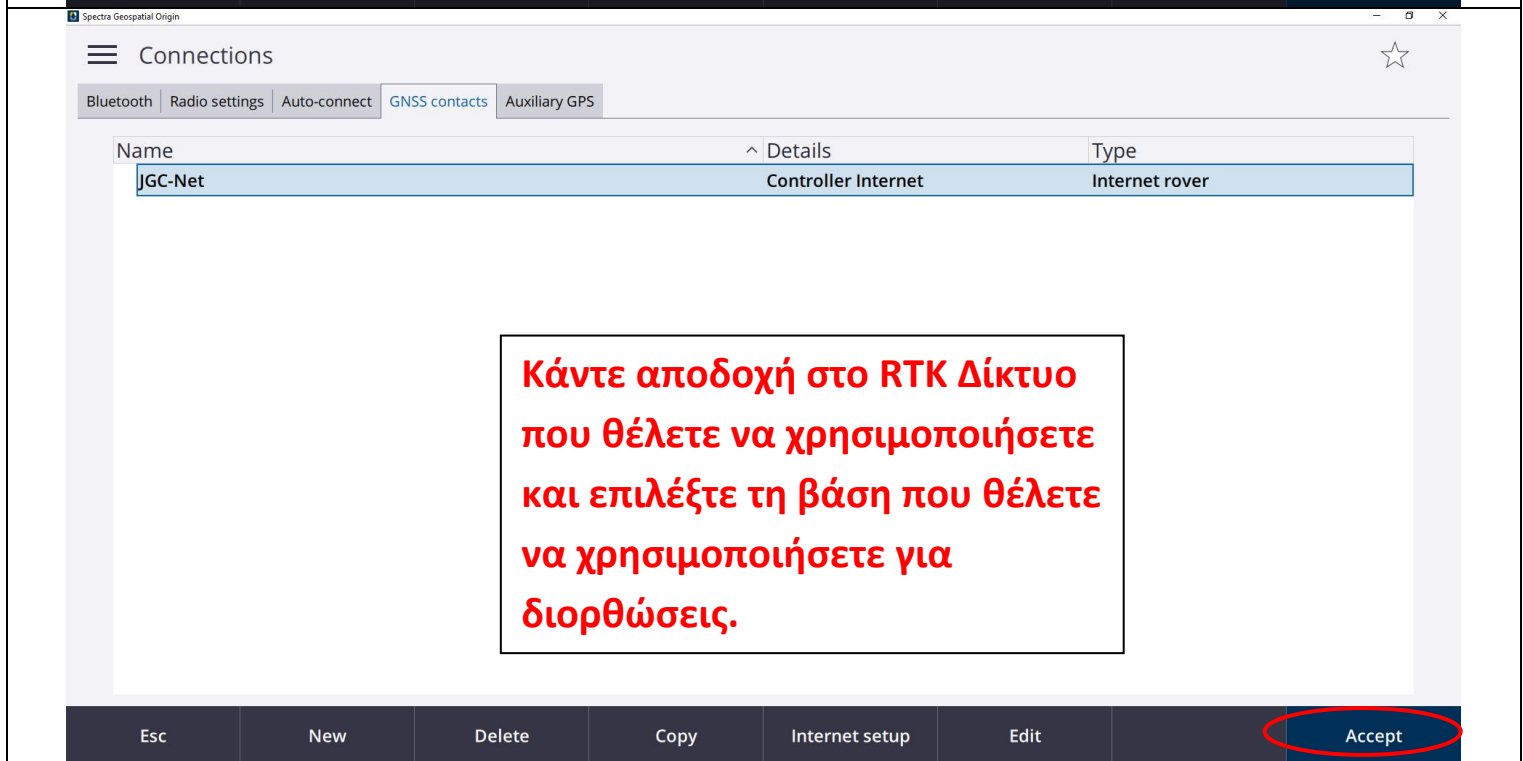 Spectra Geospatial Origin
Connections
Bluetooth Radio settings Auto-connect GNSS contacts Auxiliary GPS
Name Details Type
JGC-Net Controller Internet Internet rover
Κάντε αποδοχή στο RTK Δίκτυο
που θέλετε να χρησιμοποιήσετε
και επιλέξτε τη βάση που θέλετε
να χρησιμοποιήσετε για
διορθώσεις.
Esc New Delete Copy Internet setup Edit Accept